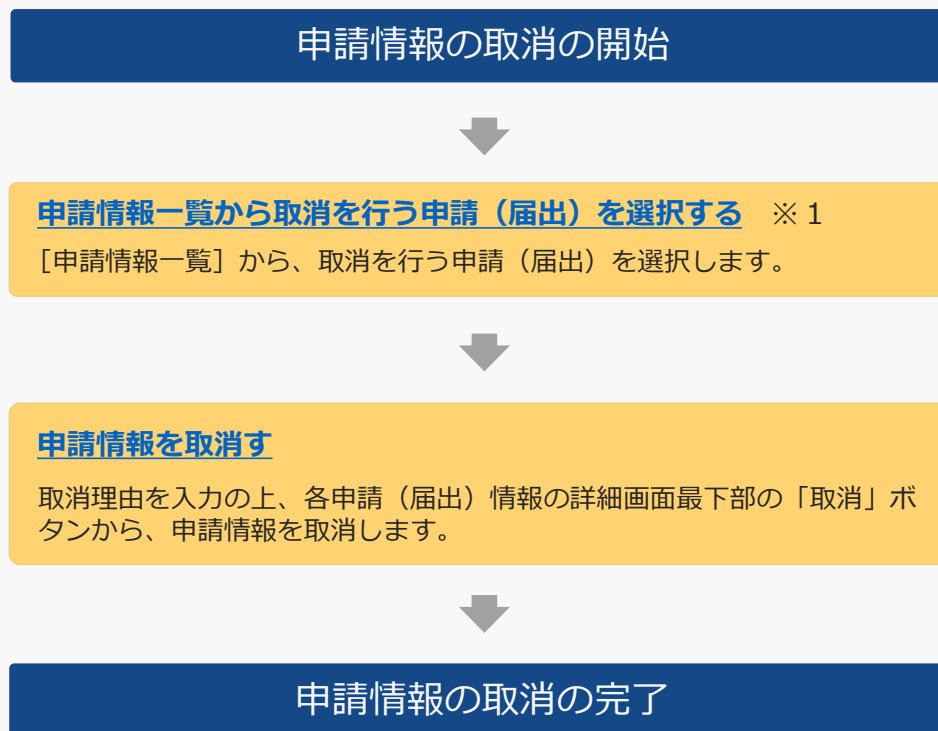 申請情報の取消の開始
申請情報一覧から取消を行う申請（届出）を選択する ※１
［申請情報一覧］から、取消を行う申請（届出）を選択します。
申請情報を取消す
取消理由を入力の上、各申請（届出）情報の詳細画面最下部の「取消」ボ
タンから、申請情報を取消します。
申請情報の取消の完了